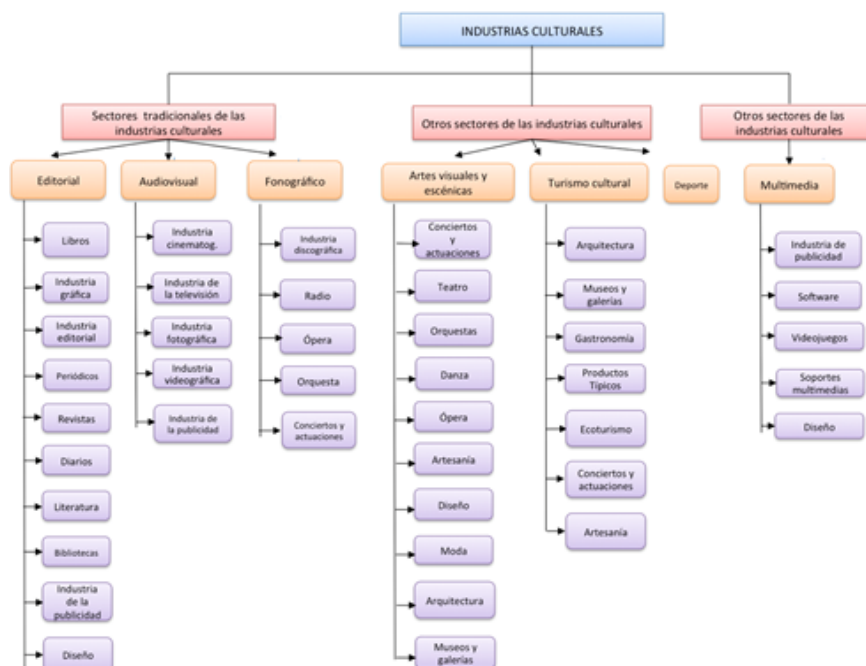 INDUSTRIAS CULTURALES
Sectores tradicionales de las
industrias culturales
Otros sectores de las industrias culturales
Otros sectores de las
industrias culturales
Editorial
Audiovisual
Fonográfico
Artes visuales y
escénicas
Turismo cultural
Deporte
Multimedia
Libros
Industria
gráfica
Industria
editorial
Periódicos
Revistas
Diarios
Literatura
Bibliotecas
Industria
de la
publicidad
Diseño
Industria
cinematog.
Industria de
la televisión
Industria
fotográfica
Industria
videográfica
Industria de
la publicidad
Industria
discográfica
Radio
Ópera
Orquesta
Conciertos y
actuaciones
Conciertos
y
actuaciones
Teatro
Orquestas
Danza
Ópera
Artesanía
Diseño
Moda
Arquitectura
Museos y
galerías
Arquitectura
Museos y
galerías
Gastronomía
Productos
Típicos
Ecoturismo
Conciertos y
actuaciones
Artesanía
Industria de
publicidad
Software
Videojuegos
Soportes
multimedias
Diseño